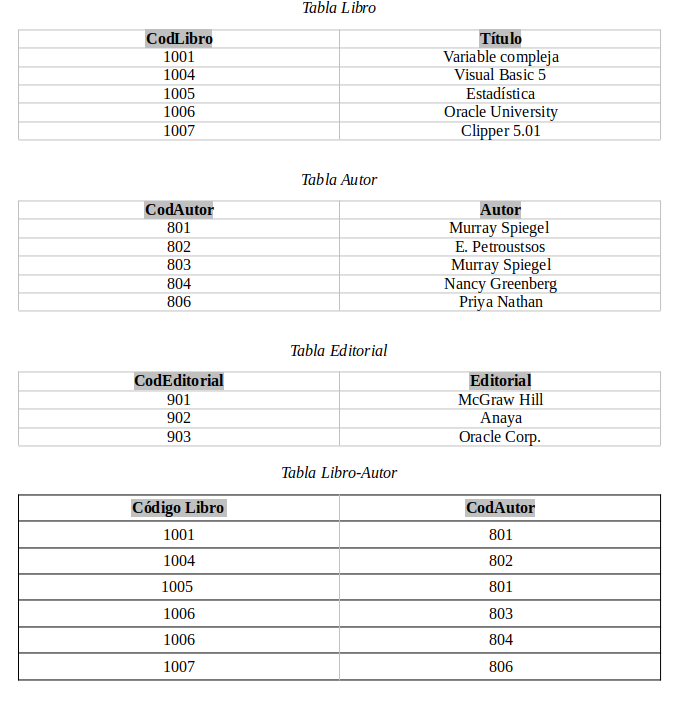 Tabla Libro
CodLibro Título
1001 Variable compleja
1004 Visual Basic 5
1005 Estadística
1006 Oracle University
1007 Clipper 5.01
Tabla Autor
CodAutor Autor
801 Murray Spiegel
802 E. Petroustsos
803 Murray Spiegel
804 Nancy Greenberg
806 Priya Nathan
Tabla Editorial
CodEditorial Editorial
901 McGraw Hill
902 Anaya
903 Oracle Corp.
Tabla Libro-Autor
Código Libro CodAutor
1001 801
1004 802
1005 801
1006 803
1006 804
1007 806